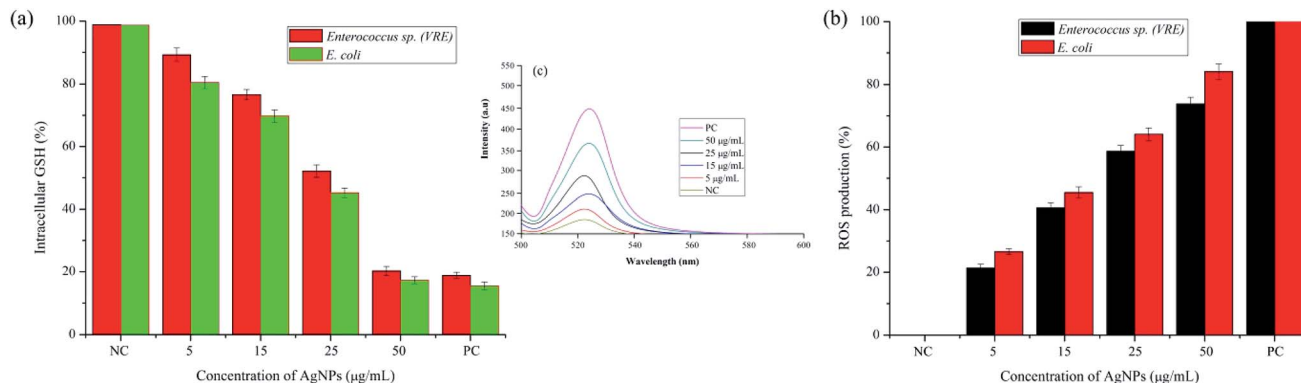 (a)
Intracellular GSH (%)
100
80
60
40
20
0
Enterococcus sp. (VRE)
E. coli
NC
5
15
25
50
PC
Concentration of AgNPs (μg/mL)
(c)
Intensity (a.u)
550
450
400
350
300
250
200
150
PC
50 μg/mL
25 μg/mL
15 μg/mL
5 μg/mL
NC
500
520
540
560
580
600
Wavelength (nm)
(b)
ROS production (%)
100
80
60
40
20
0
Enterococcus sp. (VRE)
E. coli
NC
5
15
25
50
PC
Concentration of AgNPs (μg/mL)